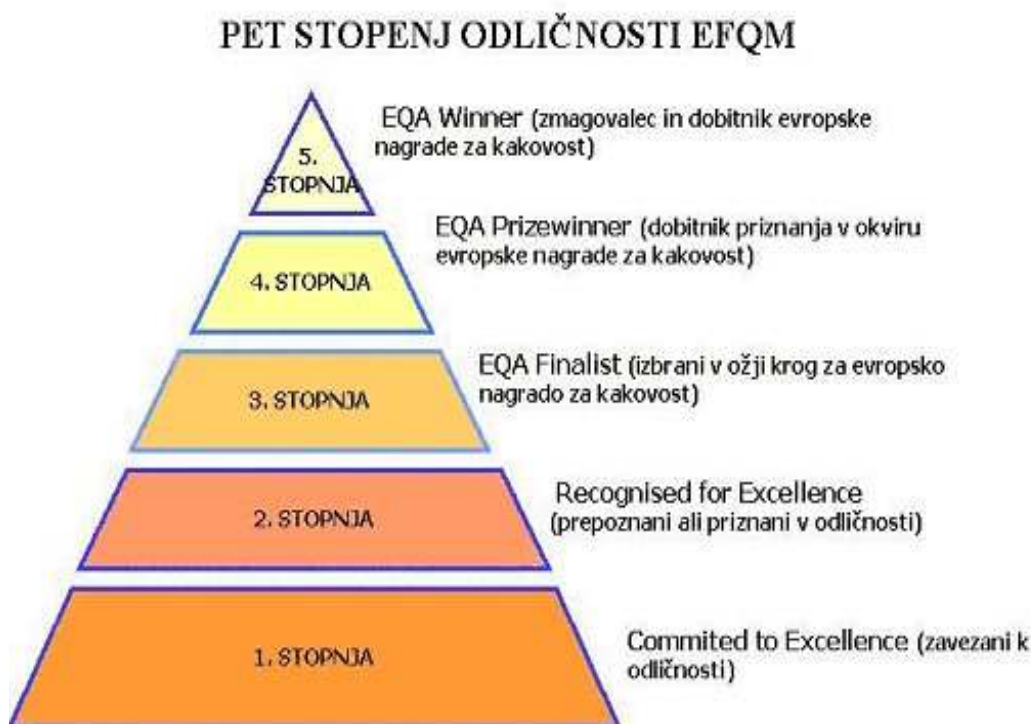 PET STOPENJ ODLIČNOSTI EFQM
EQA Winner (zmagovalec in dobitnik evropske
nagrade za kakovost)
5.
STOPNJA
EQA Prizewinner (dobitnik priznanja v okviru
evropske nagrade za kakovost)
4. STOPNJA
EQA Finalist (izbrani v ožji krog za evropsko
nagrado za kakovost)
3. STOPNJA
Recognised for Excellence
(prepoznani ali priznani v odličnosti)
2. STOPNJA
Commited to Excellence (zavezani k
odličnosti)
1. STOPNJA